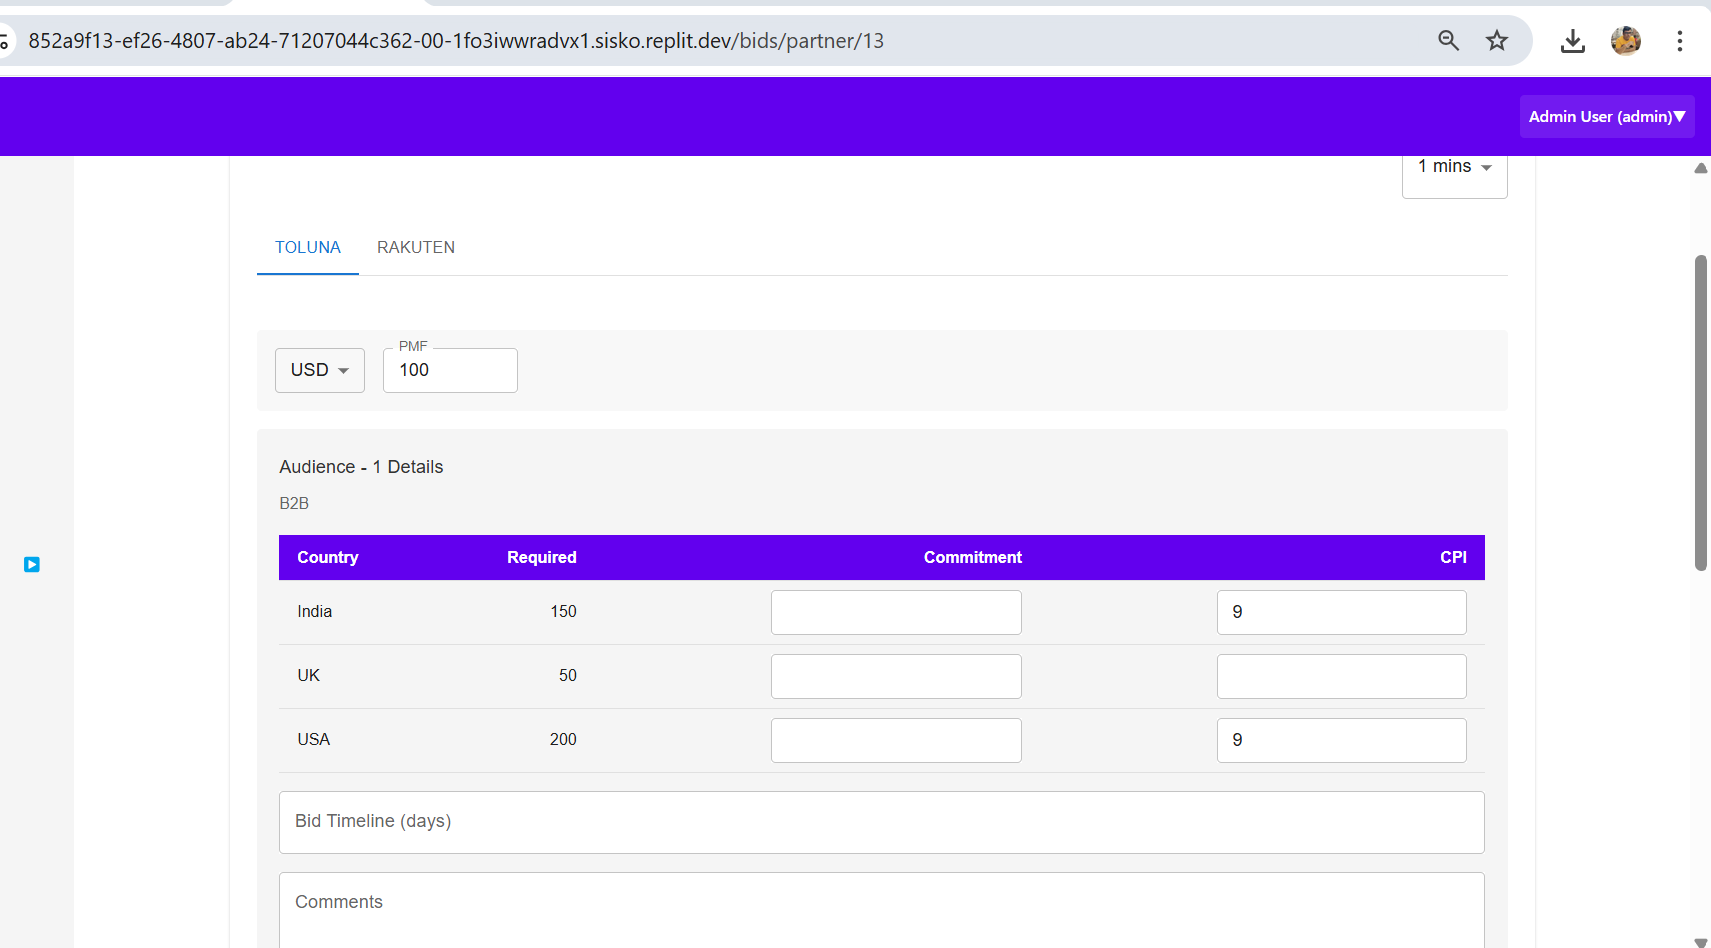 852a9f13-ef26-4807-ab24-71207044c362-00-1fo3iwwradvx1.sisko.replit.dev/bids/partner/13
Admin User (admin)▼
1 mins
TOLUNA RAKUTEN
PMF
USD 100
Audience - 1 Details
B2B
Country Required Commitment CPI
India 150 9
UK 50
USA 200 9
Bid Timeline (days)
Comments